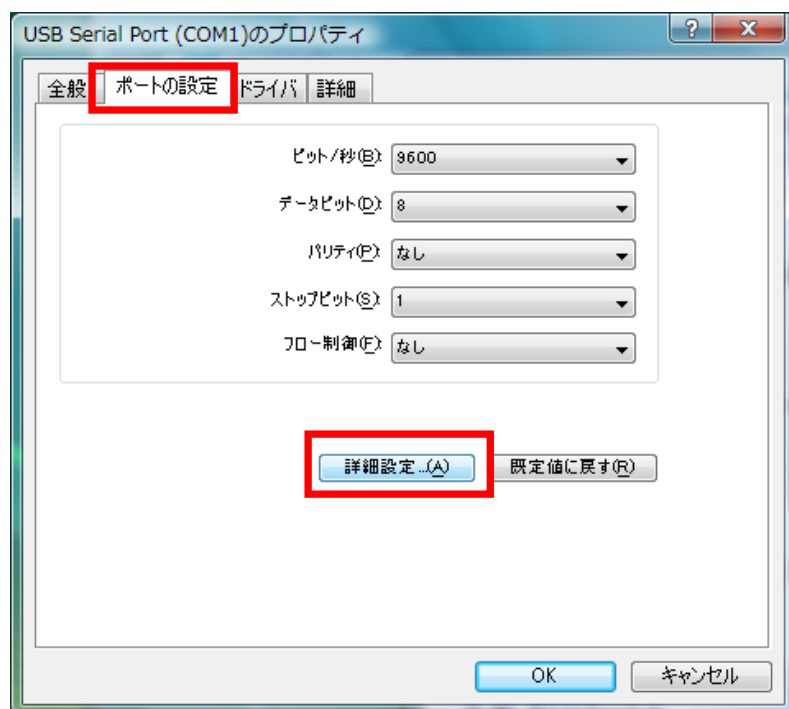 USB Serial Port (COM1)のプロパティ
全般 ポートの設定 ドライバ 詳細
ビット/秒(B): 9600
データビット(D): 8
パリティ(P): なし
ストップビット(S): 1
フロー制御(F): なし
詳細設定...(A) 既定値に戻す(R)
OK キャンセル